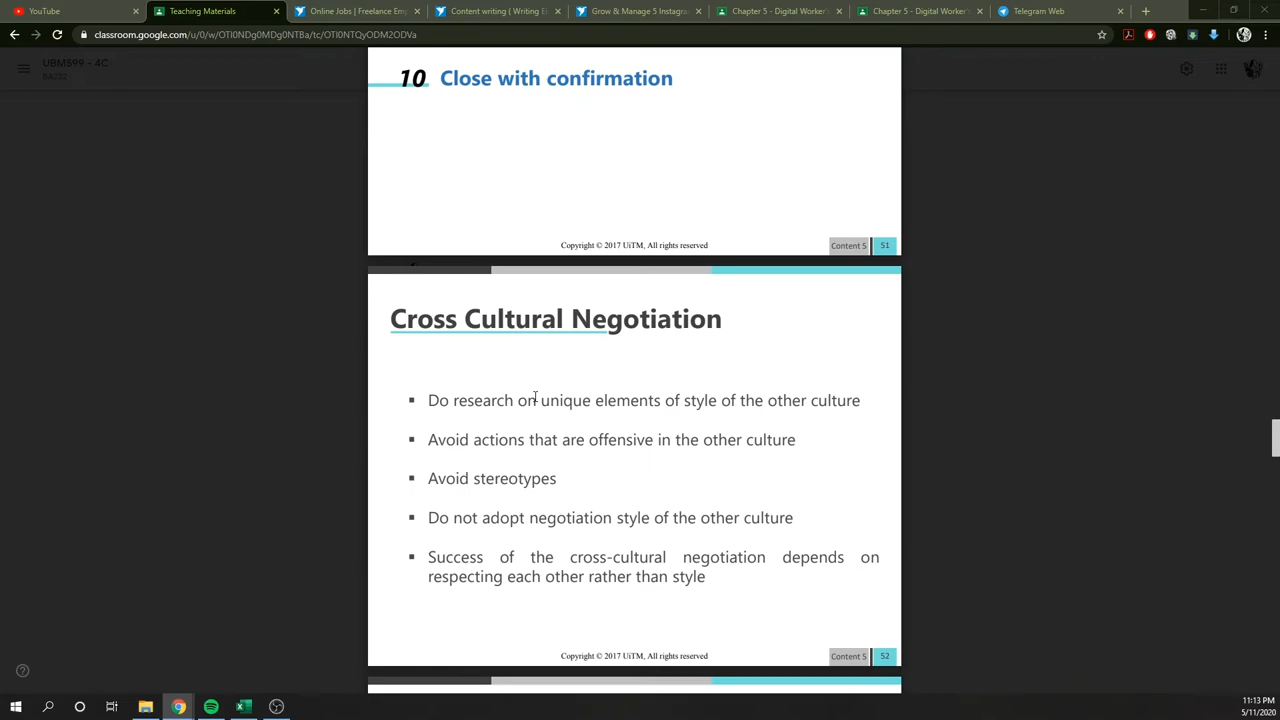 YouTube
Teaching Materials
Online Jobs | Freelance Em
Content writing ( Writing E
Grow & Manage 5 Instagra
Chapter 5 - Digital Worker'
Chapter 5 - Digital Worker'
Telegram Web
classroom.google.com/u/0/w/OTI0NDg0MDg0NTBa/tc/OTI0NTQyODM2ODVa
UBM599 - 4C
BA232
10 Close with confirmation
Copyright © 2017 UiTM, All rights reserved
Content 5
51
Cross Cultural Negotiation
▪ Do research on unique elements of style of the other culture
▪ Avoid actions that are offensive in the other culture
▪ Avoid stereotypes
▪ Do not adopt negotiation style of the other culture
▪ Success of the cross-cultural negotiation depends on
respecting each other rather than style
Copyright © 2017 UiTM, All rights reserved
Content 5
52
11:13 PM
5/11/2020